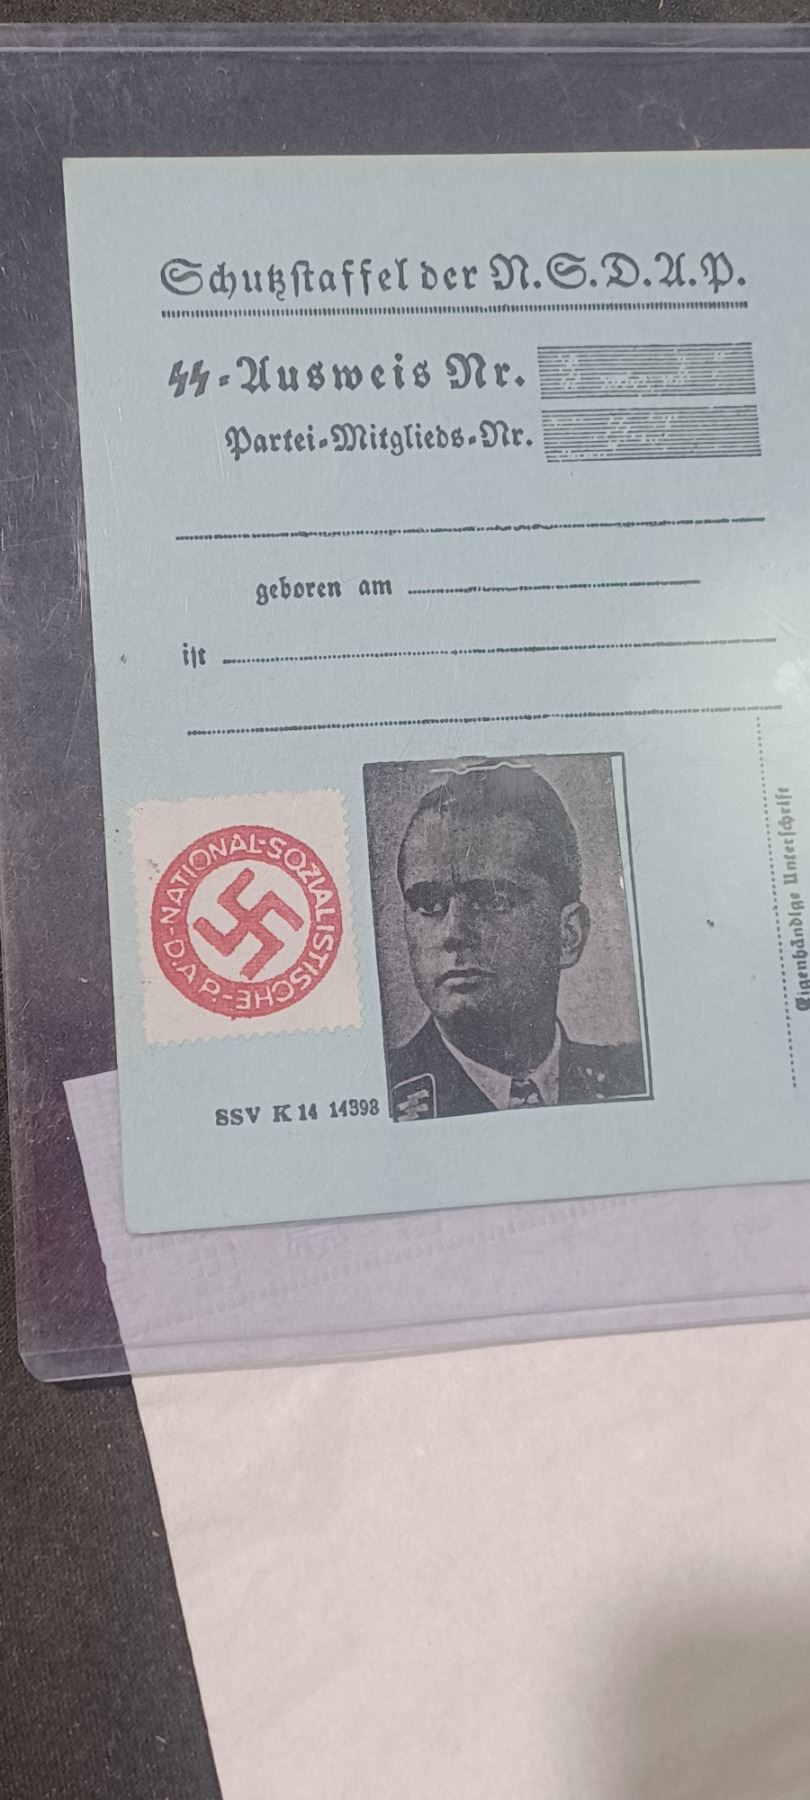 Schutzstaffel der N.S.D.A.P.
ᛋᛋ-Ausweis Nr.
Partei-Mitglieds-Nr.
geboren am
ist
NATIONAL-SOZIALISTISCHE-D.A.P.
SSV K 14 14398
Eigenhändige Unterschrift